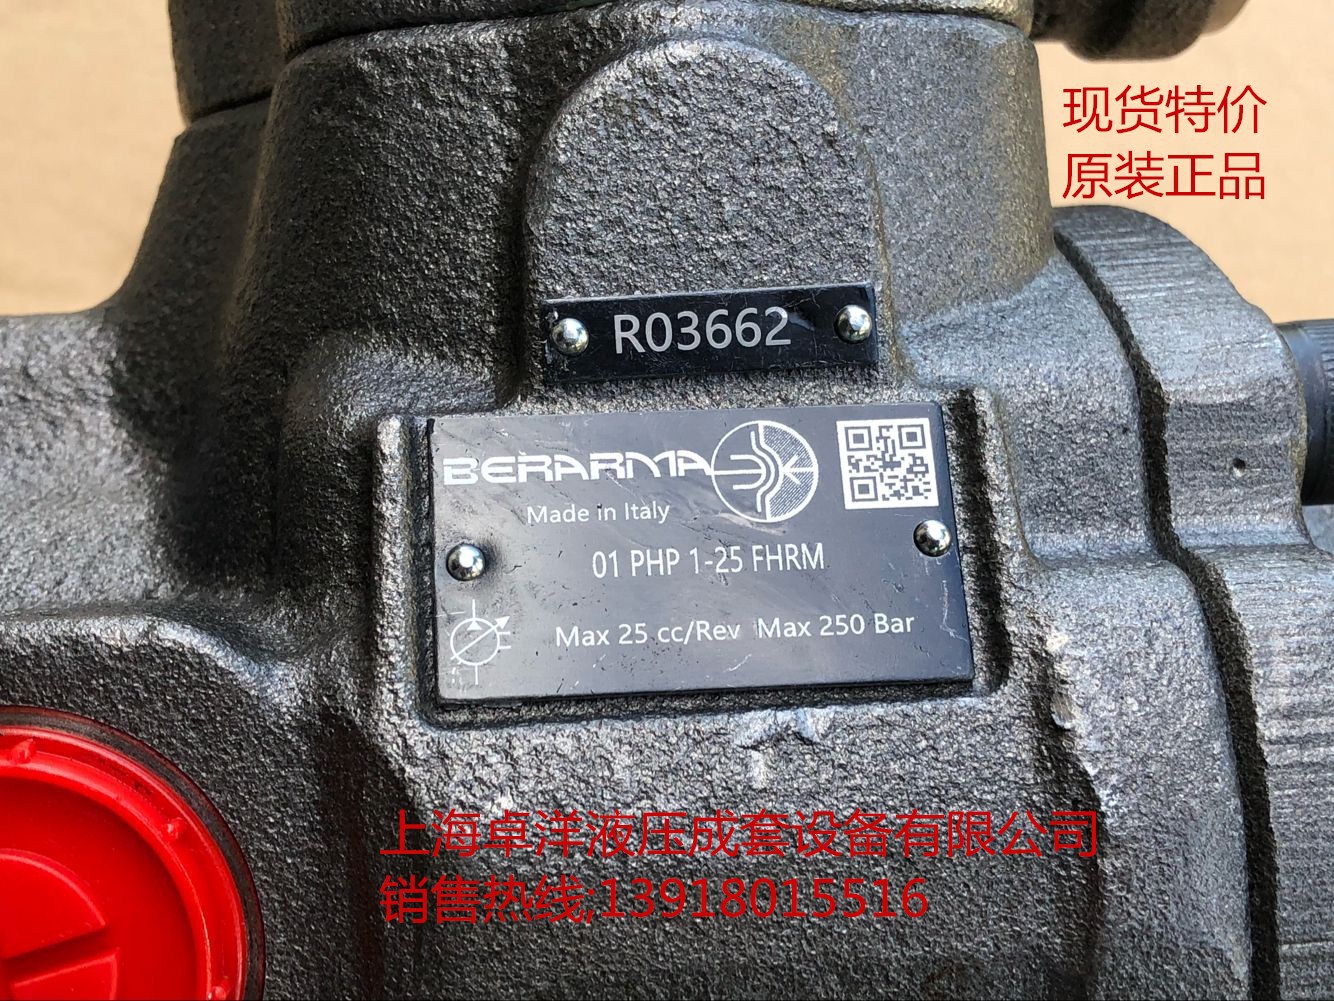 现货特价
原装正品
R03662
BERARMA
Made in Italy
01 PHP 1-25 FHRM
Max 25 cc/Rev Max 250 Bar
上海卓洋液压成套设备有限公司
销售热线;13918015516